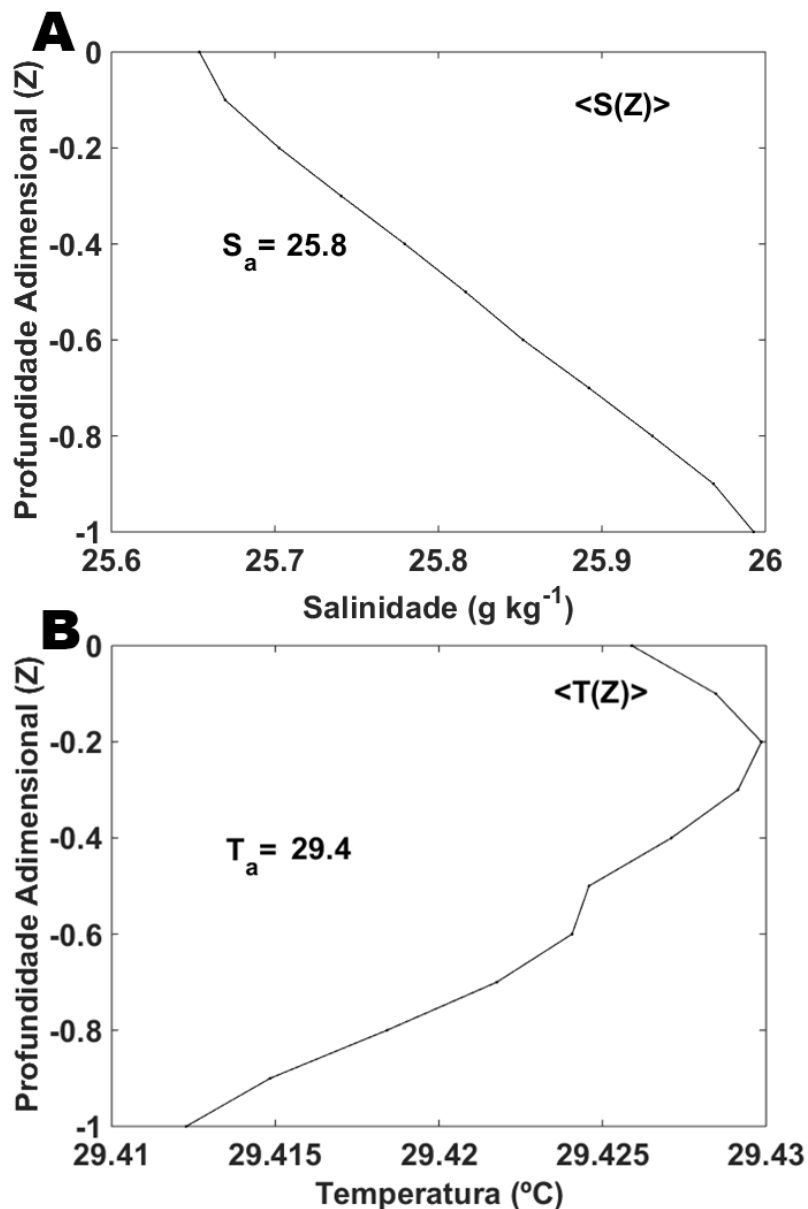 A
Profundidade Adimensional (Z)
0
-0.2
-0.4
-0.6
-0.8
-1
<S(Z)>
S_a= 25.8
25.6 25.7 25.8 25.9 26
Salinidade (g kg^-1)
B
Profundidade Adimensional (Z)
0
-0.2
-0.4
-0.6
-0.8
-1
<T(Z)>
T_a= 29.4
29.41 29.415 29.42 29.425 29.43
Temperatura (ºC)